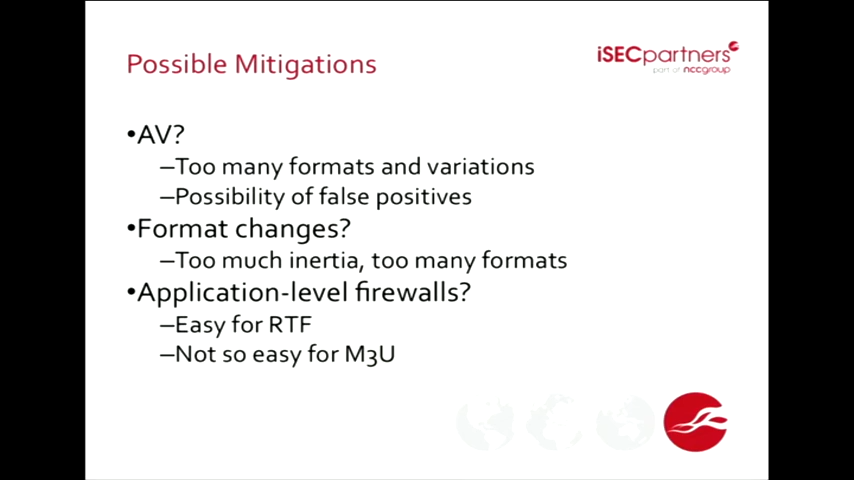 Possible Mitigations
iSECpartners
part of nccgroup
•AV?
–Too many formats and variations
–Possibility of false positives
•Format changes?
–Too much inertia, too many formats
•Application-level firewalls?
–Easy for RTF
–Not so easy for M3U